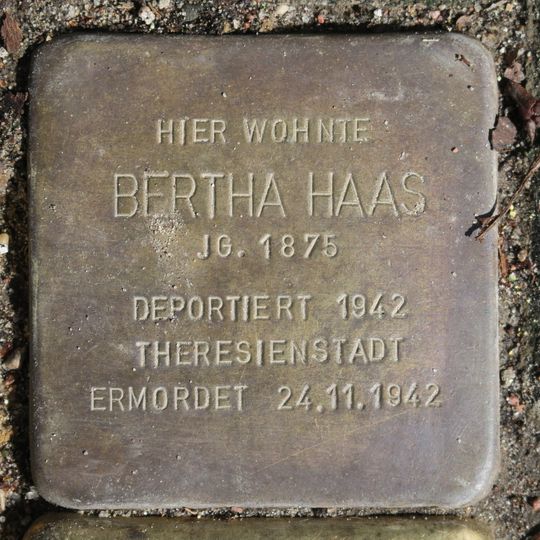 HIER WOHNTE
BERTHA HAAS
JG. 1875
DEPORTIERT 1942
THERESIENSTADT
ERMORDET 24.11.1942